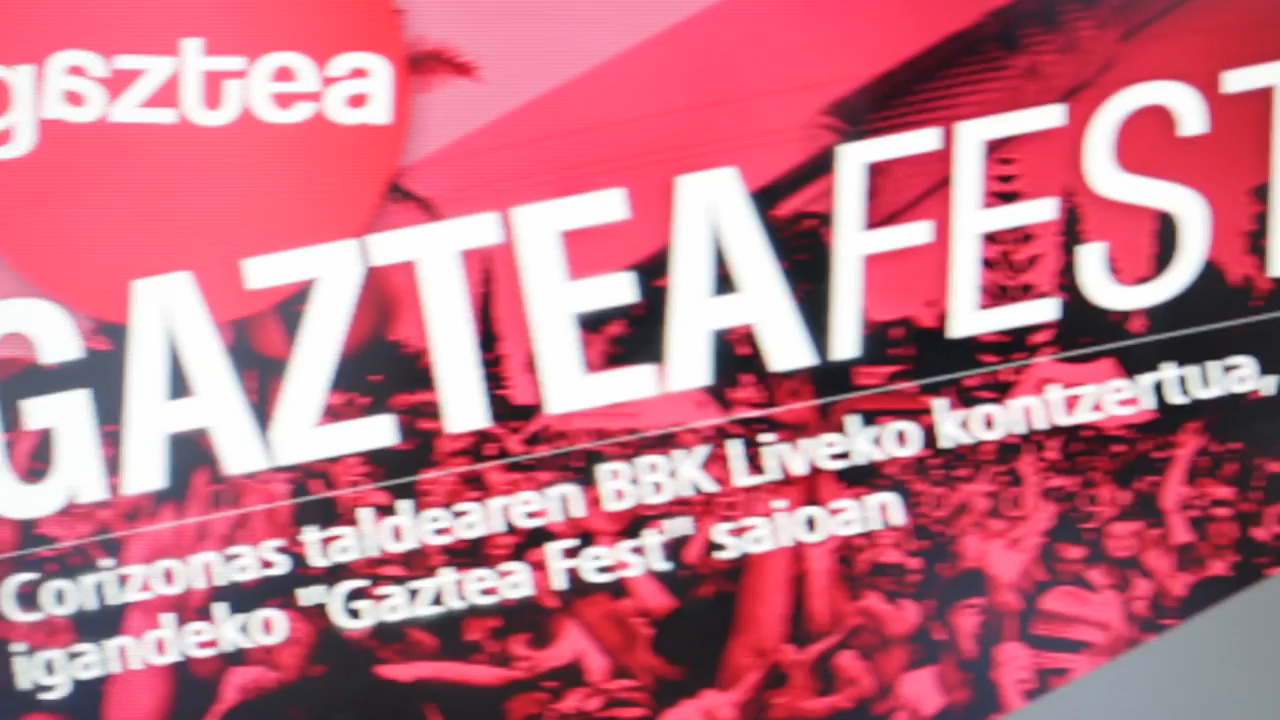 gaztea
GAZTEAFEST
Corizonas taldearen BBK Liveko kontzertua,
igandeko "Gaztea Fest" saioan